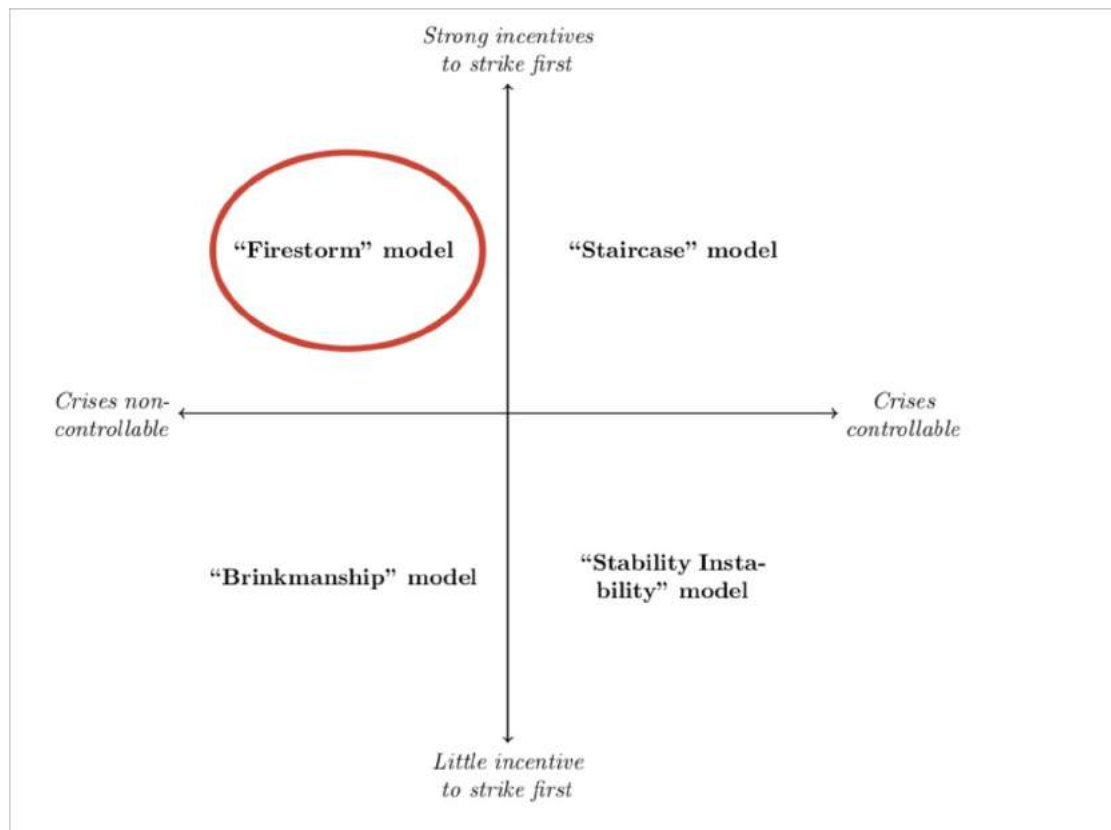 Strong incentives
to strike first
“Firestorm” model
“Staircase” model
Crises non-
controllable
Crises
controllable
“Brinkmanship” model
“Stability Insta-
bility” model
Little incentive
to strike first